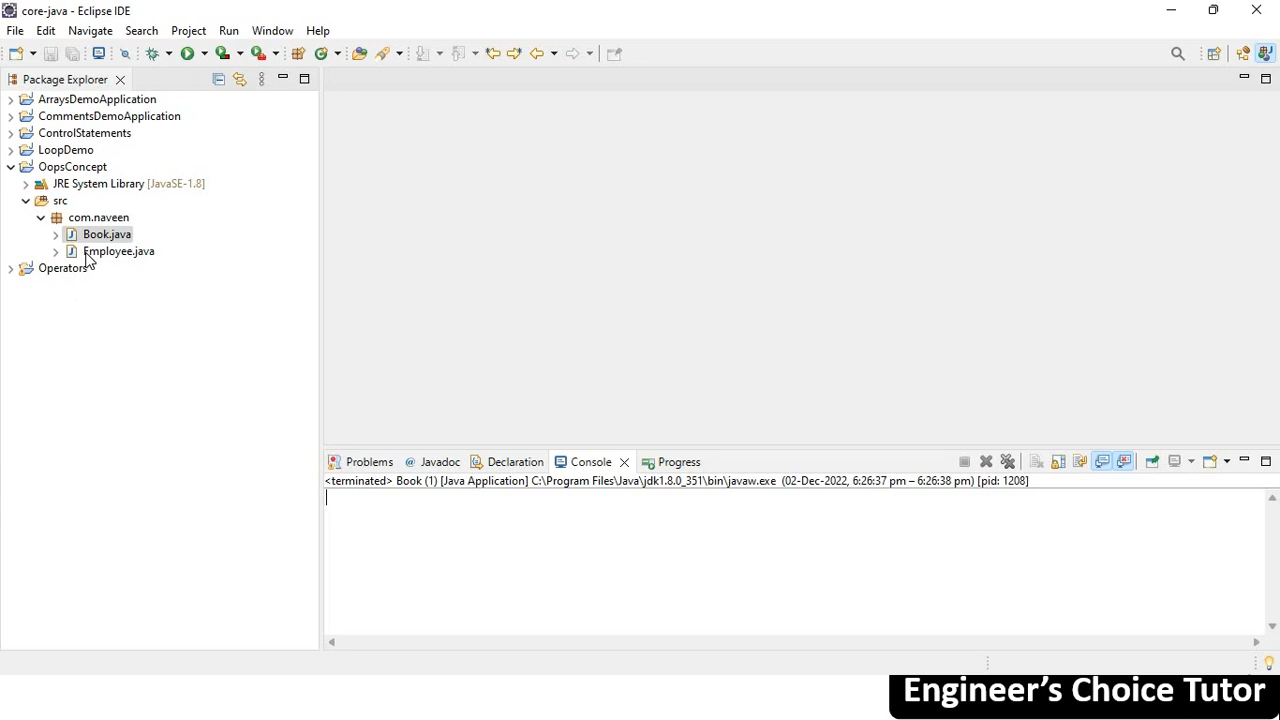 core-java - Eclipse IDE
File Edit Navigate Search Project Run Window Help
Package Explorer
ArraysDemoApplication
CommentsDemoApplication
ControlStatements
LoopDemo
OopsConcept
JRE System Library [JavaSE-1.8]
src
com.naveen
Book.java
Employee.java
Operators
Problems @ Javadoc Declaration Console Progress
<terminated> Book (1) [Java Application] C:\Program Files\Java\jdk1.8.0_351\bin\javaw.exe (02-Dec-2022, 6:26:37 pm – 6:26:38 pm) [pid: 1208]
Engineer's Choice Tutor